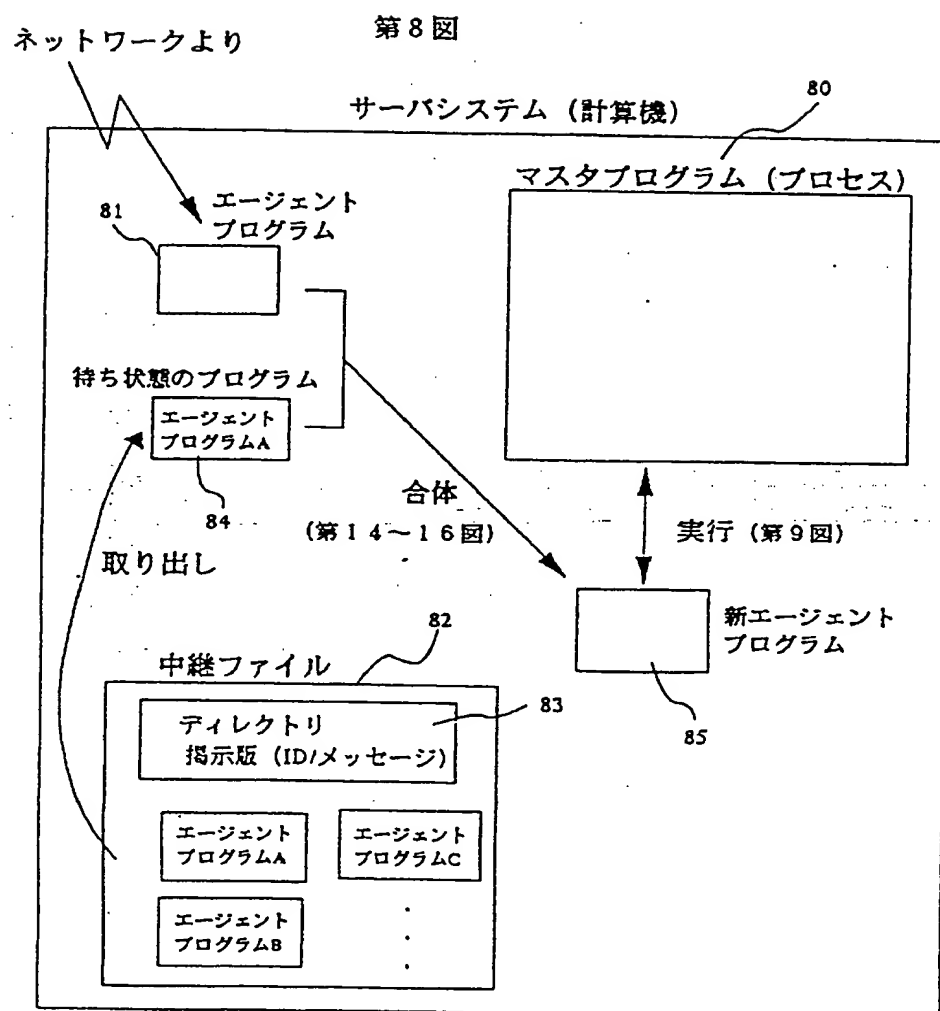 第8図
ネットワークより
サーバシステム（計算機）
80
マスタプログラム（プロセス）
81
エージェント
プログラム
待ち状態のプログラム
エージェント
プログラムA
84
合体
（第14～16図）
実行（第9図）
取り出し
新エージェント
プログラム
85
82
中継ファイル
83
ディレクトリ
掲示版（ID/メッセージ）
エージェント
プログラムA
エージェント
プログラムC
エージェント
プログラムB